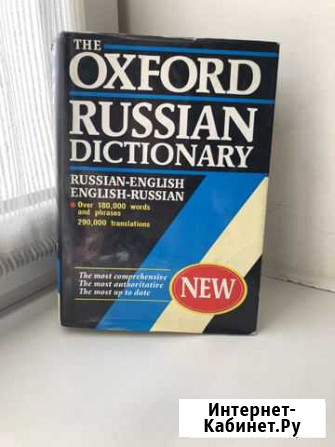 THE
OXFORD
RUSSIAN
DICTIONARY
RUSSIAN-ENGLISH
ENGLISH-RUSSIAN
Over 180,000 words
and phrases
290,000 translations
The most comprehensive
The most authoritative
The most up to date
NEW
Интернет-
Кабинет.Ру